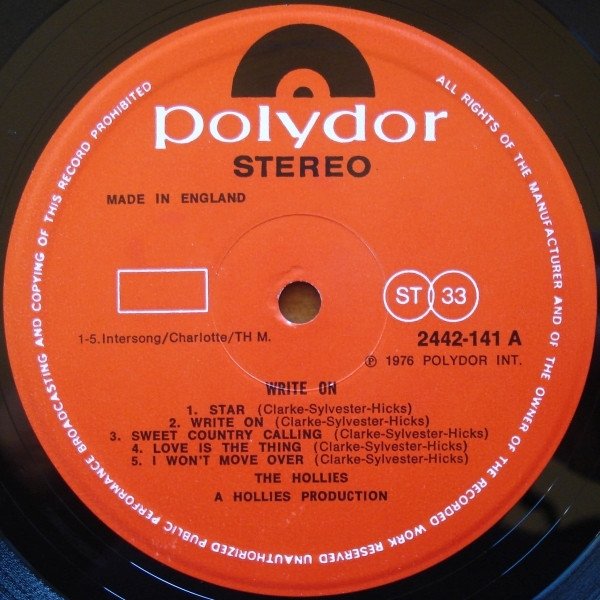 polydor
STEREO
MADE IN ENGLAND
ST 33
1-5. Intersong/Charlotte/TH M.
2442-141 A
℗ 1976 POLYDOR INT.
WRITE ON
1. STAR (Clarke-Sylvester-Hicks)
2. WRITE ON (Clarke-Sylvester-Hicks)
3. SWEET COUNTRY CALLING (Clarke-Sylvester-Hicks)
4. LOVE IS THE THING (Clarke-Sylvester-Hicks)
5. I WON'T MOVE OVER (Clarke-Sylvester-Hicks)
THE HOLLIES
A HOLLIES PRODUCTION
ALL RIGHTS OF THE MANUFACTURER AND OF THE OWNER OF THE RECORDED WORK RESERVED UNAUTHORIZED PUBLIC PERFORMANCE BROADCASTING AND COPYING OF THIS RECORD PROHIBITED